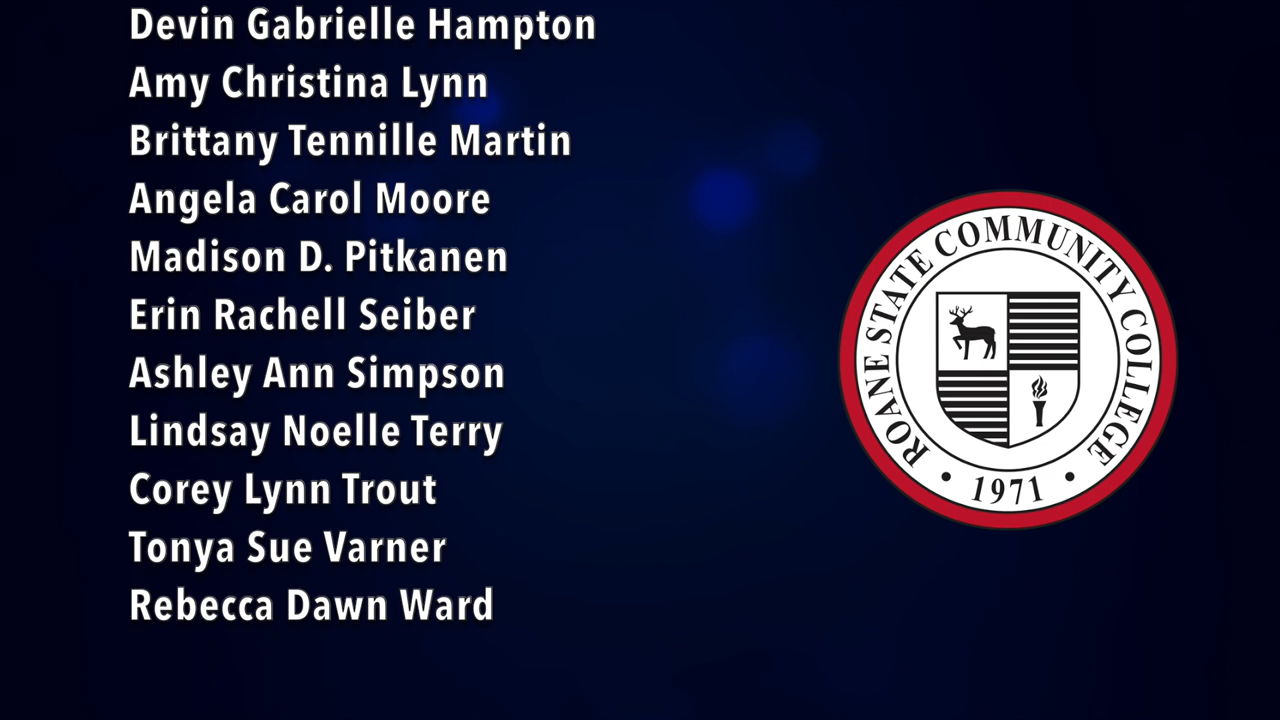 Devin Gabrielle Hampton
Amy Christina Lynn
Brittany Tennille Martin
Angela Carol Moore
Madison D. Pitkanen
Erin Rachell Seiber
Ashley Ann Simpson
Lindsay Noelle Terry
Corey Lynn Trout
Tonya Sue Varner
Rebecca Dawn Ward
ROANE STATE COMMUNITY COLLEGE
• 1971 •